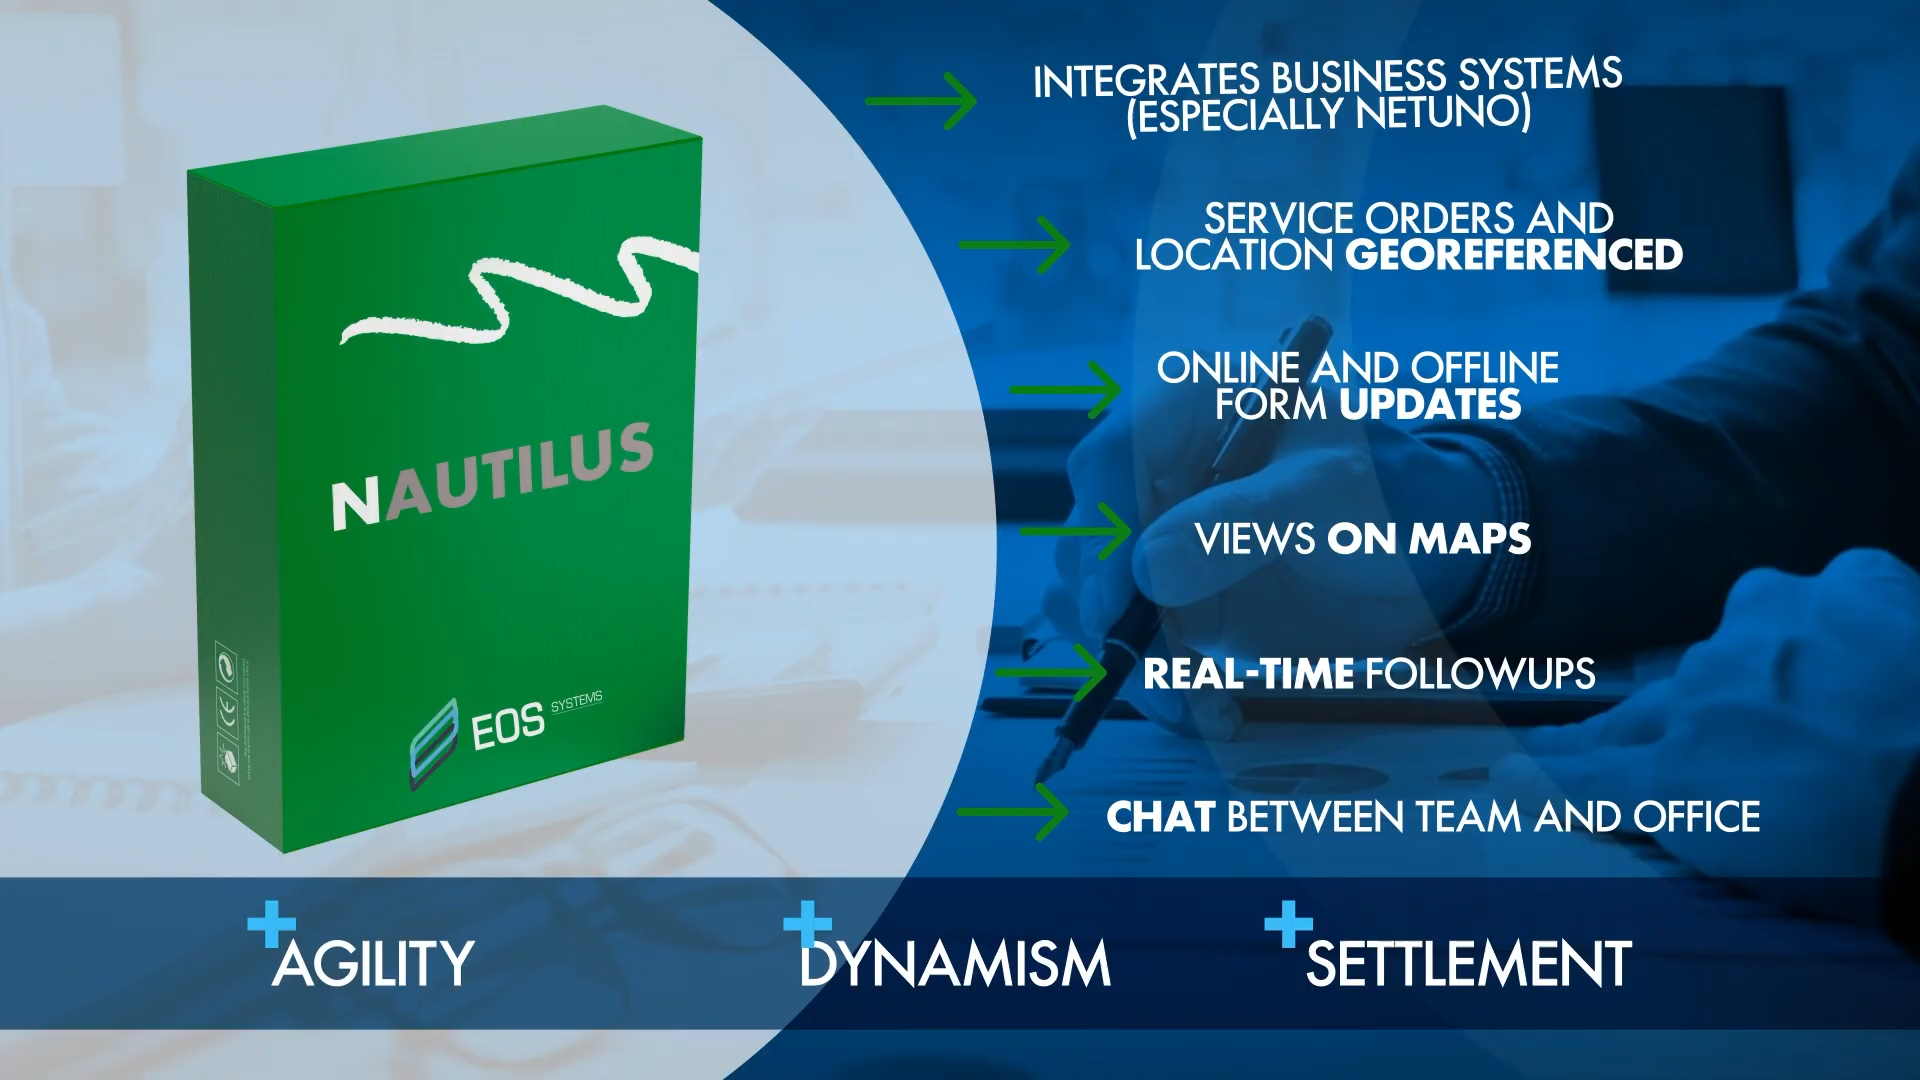 NAUTILUS
EOS SYSTEMS
INTEGRATES BUSINESS SYSTEMS
(ESPECIALLY NETUNO)
SERVICE ORDERS AND
LOCATION GEOREFERENCED
ONLINE AND OFFLINE
FORM UPDATES
VIEWS ON MAPS
REAL-TIME FOLLOWUPS
CHAT BETWEEN TEAM AND OFFICE
+AGILITY
+DYNAMISM
+SETTLEMENT